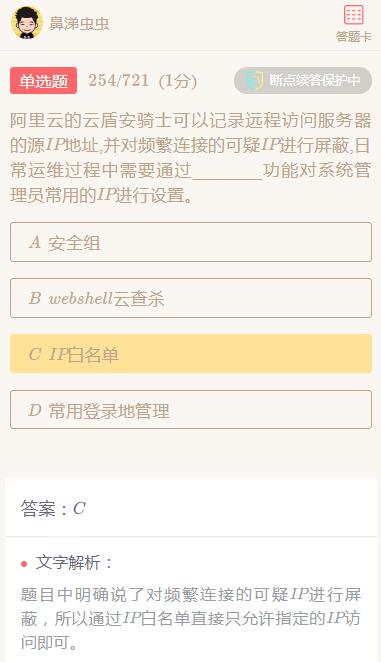 鼻涕虫虫
答题卡
单选题 254/721 (1分) 断点续答保护中
阿里云的云盾安骑士可以记录远程访问服务器
的源IP地址,并对频繁连接的可疑IP进行屏蔽,日
常运维过程中需要通过________功能对系统管
理员常用的IP进行设置。
A 安全组
B webshell云查杀
C IP白名单
D 常用登录地管理
答案：C
文字解析：
题目中明确说了对频繁连接的可疑IP进行屏
蔽，所以通过IP白名单直接只允许指定的IP访
问即可。